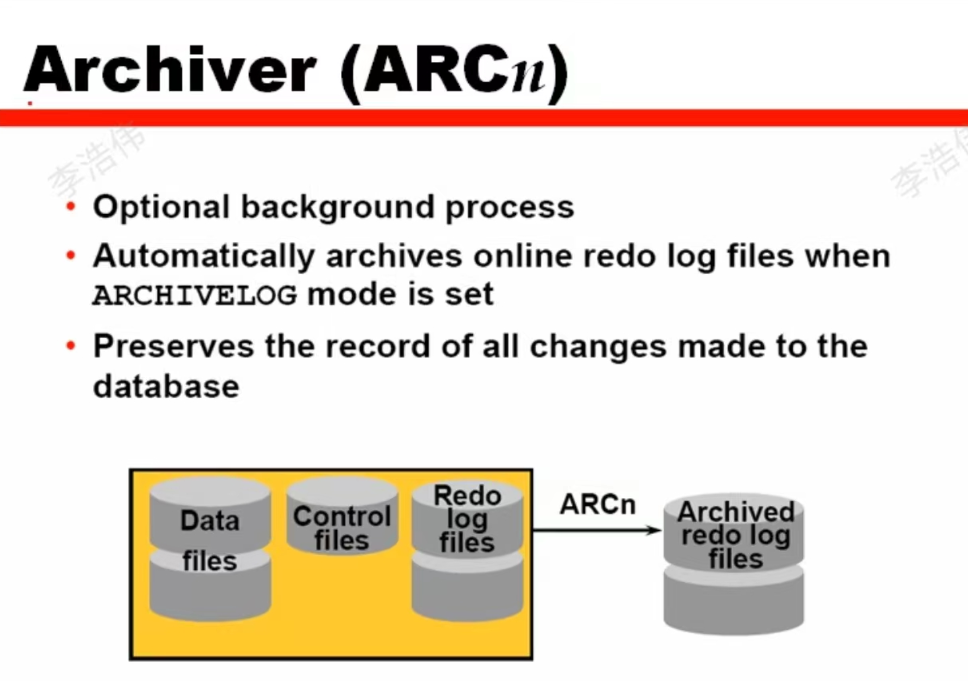 Archiver (ARCn)
李浩伟
李浩伟
• Optional background process
• Automatically archives online redo log files when
ARCHIVELOG mode is set
• Preserves the record of all changes made to the
database
Data
files
Control
files
Redo
log
files
ARCn
Archived
redo log
files